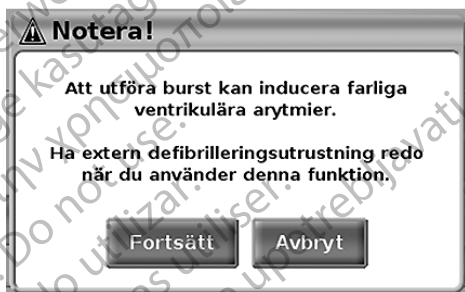 Notera!
Att utföra burst kan inducera farliga
ventrikulära arytmier.
Ha extern defibrilleringsutrustning redo
när du använder denna funktion.
Fortsätt Avbryt